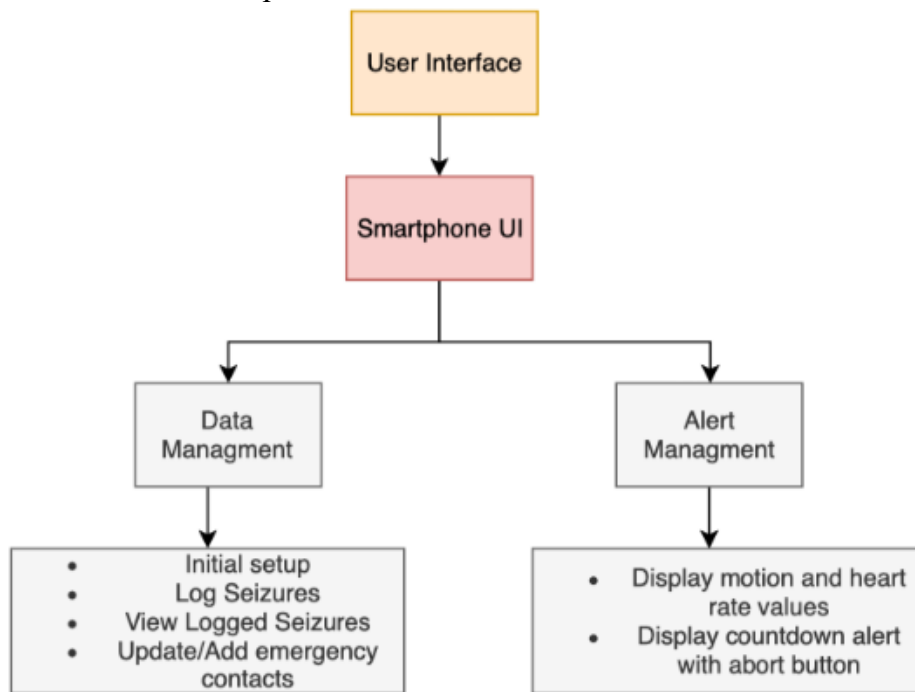 User Interface
Smartphone UI
Data
Managment
Alert
Managment
• Initial setup
• Log Seizures
• View Logged Seizures
• Update/Add emergency
contacts
• Display motion and heart
rate values
• Display countdown alert
with abort button